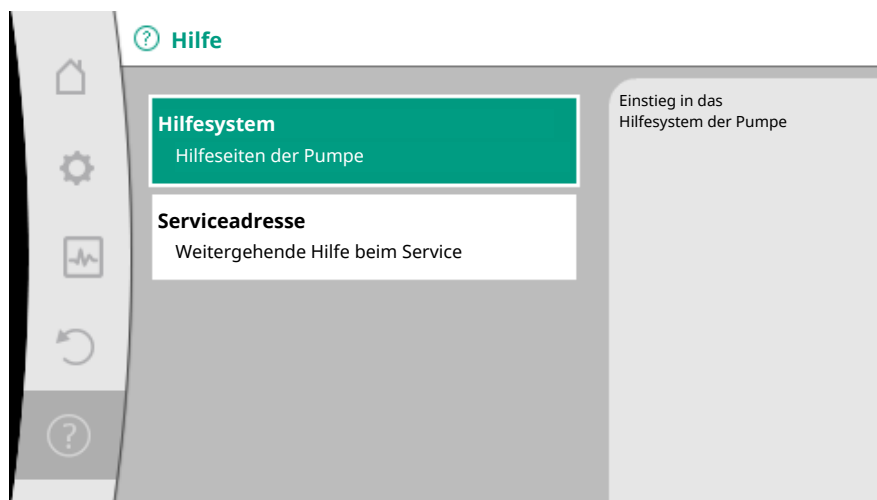 Hilfe
Hilfesystem
Hilfeseiten der Pumpe
Serviceadresse
Weitergehende Hilfe beim Service
Einstieg in das
Hilfesystem der Pumpe